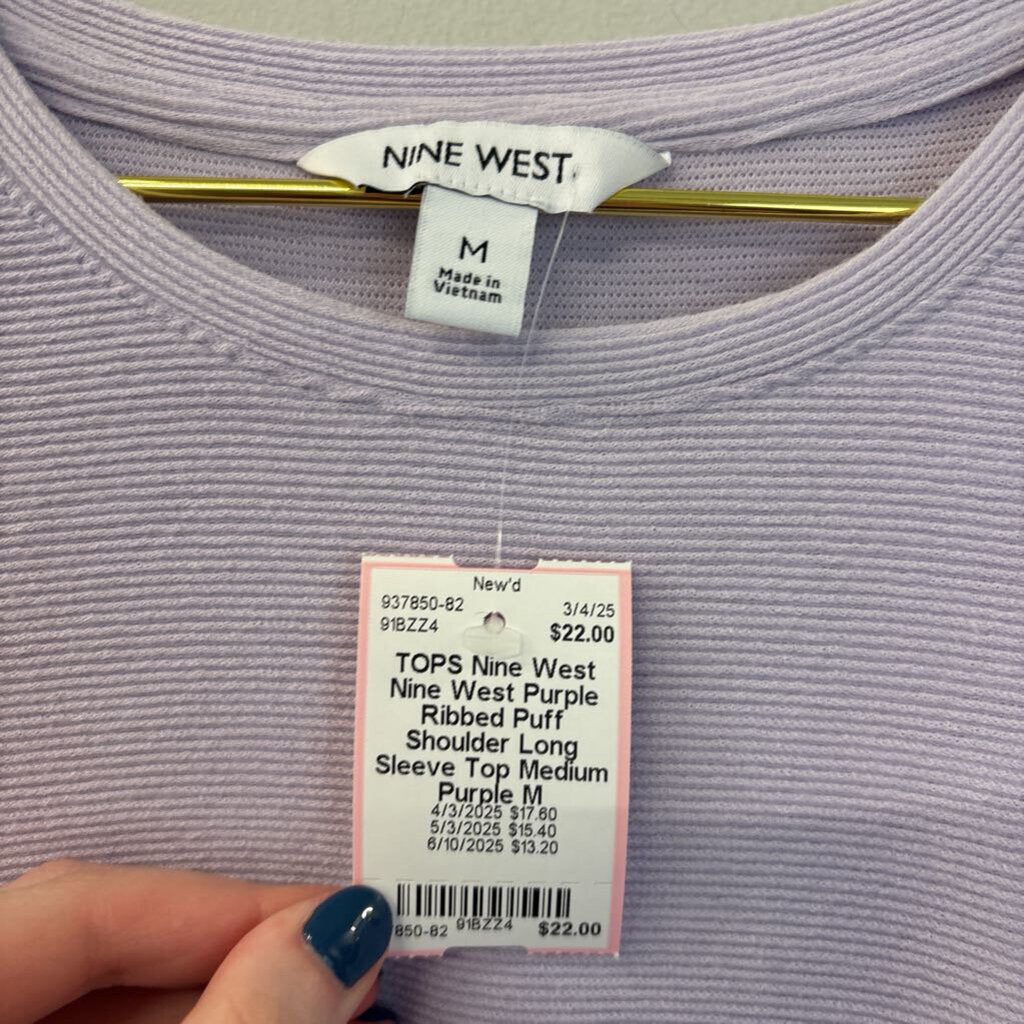 NINE WEST
M
Made in
Vietnam
New'd
937850-82 3/4/25
91BZZ4 $22.00
TOPS Nine West
Nine West Purple
Ribbed Puff
Shoulder Long
Sleeve Top Medium
Purple M
4/3/2025 $17.60
5/3/2025 $15.40
6/10/2025 $13.20
850-82 91BZZ4 $22.00